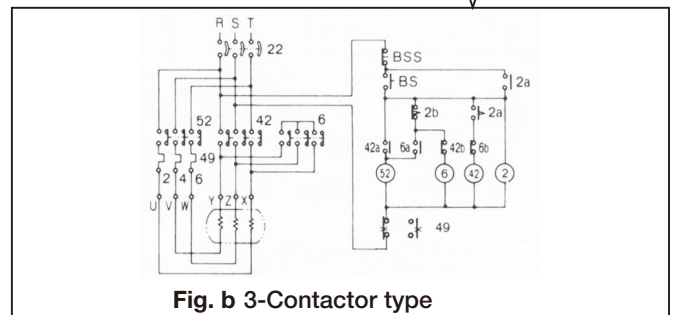 R S T
22
BSS
BS
2a
52
42
6
2b
2a
49
42a
6a
42b
6b
2
4
6
52
6
42
2
U V W
Y Z X
49
Fig. b 3-Contactor type